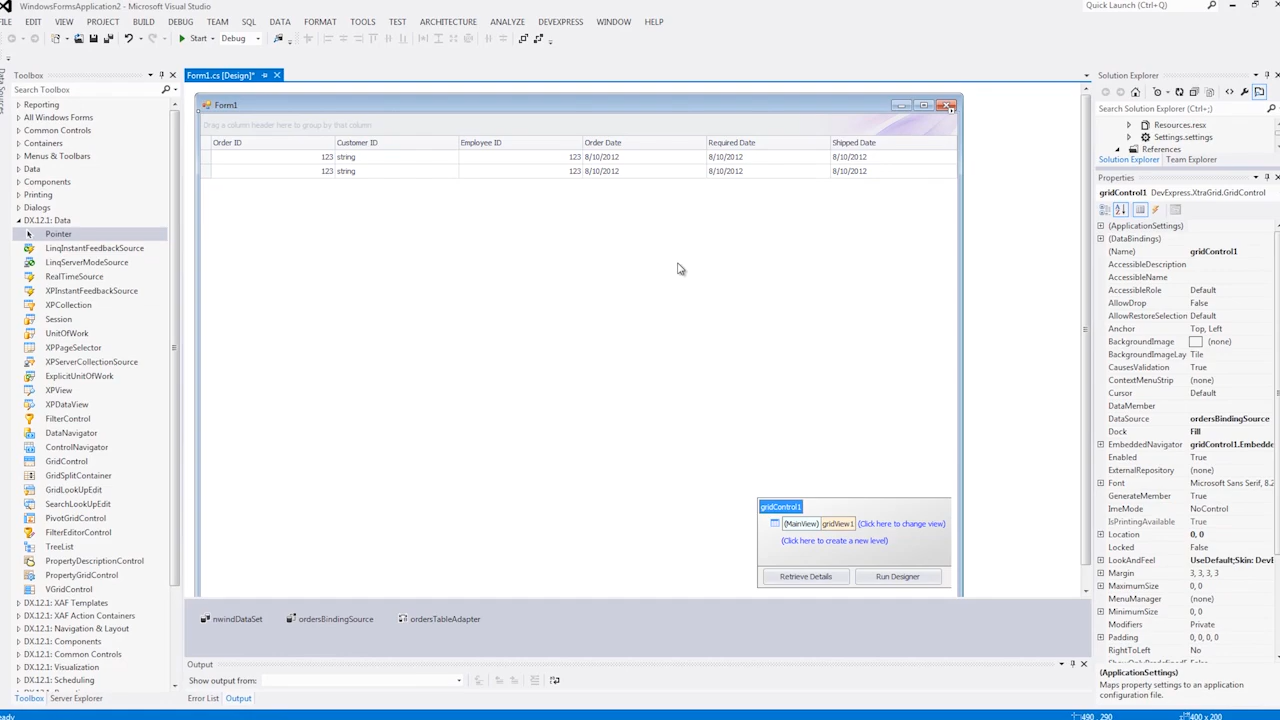 WindowsFormsApplication2 - Microsoft Visual Studio
Quick Launch (Ctrl+;)
FILE EDIT VIEW PROJECT BUILD DEBUG TEAM SQL DATA FORMAT TOOLS TEST ARCHITECTURE ANALYZE DEVEXPRESS WINDOW HELP
Start Debug
Toolbox
Search Toolbox
Reporting
All Windows Forms
Common Controls
Containers
Menus & Toolbars
Data
Components
Printing
Dialogs
DX.12.1: Data
Pointer
LinqInstantFeedbackSource
LinqServerModeSource
RealTimeSource
XPInstantFeedbackSource
XPCollection
Session
UnitOfWork
XPPageSelector
XPServerCollectionSource
ExplicitUnitOfWork
XPView
XPDataView
FilterControl
DataNavigator
ControlNavigator
GridControl
GridSplitContainer
GridLookUpEdit
SearchLookUpEdit
PivotGridControl
FilterEditorControl
TreeList
PropertyDescriptionControl
PropertyGridControl
VGridControl
DX.12.1: XAF Templates
DX.12.1: XAF Action Containers
DX.12.1: Navigation & Layout
DX.12.1: Components
DX.12.1: Common Controls
DX.12.1: Visualization
DX.12.1: Scheduling
Toolbox Server Explorer
Form1.cs [Design]*
Form1
Drag a column header here to group by that column
Order ID Customer ID Employee ID Order Date Required Date Shipped Date
123 string 123 8/10/2012 8/10/2012 8/10/2012
123 string 123 8/10/2012 8/10/2012 8/10/2012
gridControl1
(MainView) gridView1 (Click here to change view)
(Click here to create a new level)
Retrieve Details Run Designer
nwindDataSet ordersBindingSource ordersTableAdapter
Output
Show output from:
Error List Output
Solution Explorer
Search Solution Explorer (Ctrl+;)
Resources.resx
Settings.settings
References
Solution Explorer Team Explorer
Properties
gridControl1 DevExpress.XtraGrid.GridControl
(ApplicationSettings)
(DataBindings)
(Name) gridControl1
AccessibleDescription
AccessibleName
AccessibleRole Default
AllowDrop False
AllowRestoreSelection Default
Anchor Top, Left
BackgroundImage (none)
BackgroundImageLay Tile
CausesValidation True
ContextMenuStrip (none)
Cursor Default
DataMember
DataSource ordersBindingSource
Dock Fill
EmbeddedNavigator gridControl1.Embedde
Enabled True
ExternalRepository (none)
Font Microsoft Sans Serif, 8.2
GenerateMember True
ImeMode NoControl
IsPrintingAvailable True
Location 0, 0
Locked False
LookAndFeel UseDefault;Skin: DevE
Margin 3, 3, 3, 3
MaximumSize 0, 0
MenuManager (none)
MinimumSize 0, 0
Modifiers Private
Padding 0, 0, 0, 0
RightToLeft No
(ApplicationSettings)
Maps property settings to an application
configuration file.
490, 290 400 x 200